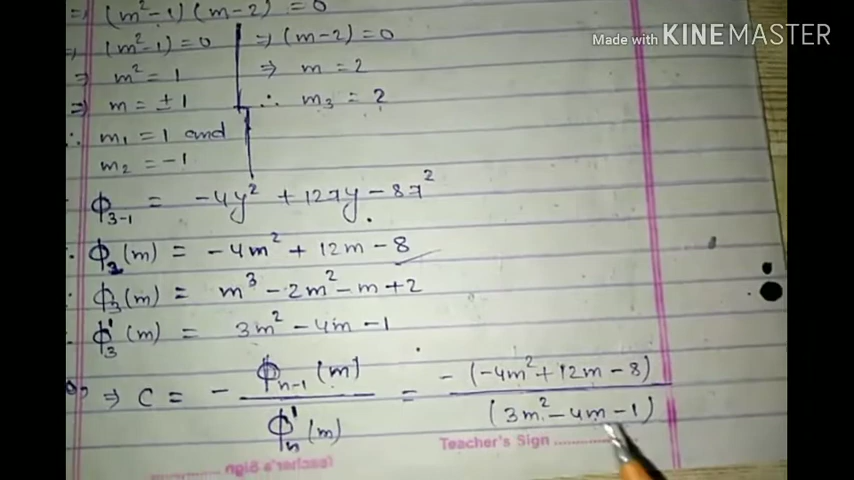 ⇒ (m²-1) (m-2) = 0
⇒ (m²-1) = 0 ⇒ (m-2) = 0
⇒ m² = 1 ⇒ m = 2
⇒ m = ±1 ∴ m₃ = 2
∴ m₁ = 1 and
m₂ = -1
ϕ₃₋₁ = -4y² + 12xy - 8x²
ϕ₂(m) = -4m² + 12m - 8
ϕ₃(m) = m³ - 2m² - m + 2
ϕ₃'(m) = 3m² - 4m - 1
⇒ C = - ϕₙ₋₁(m) / ϕₙ'(m) = -(-4m² + 12m - 8) / (3m² - 4m - 1)
Teacher's Sign ..................
Made with KINEMASTER